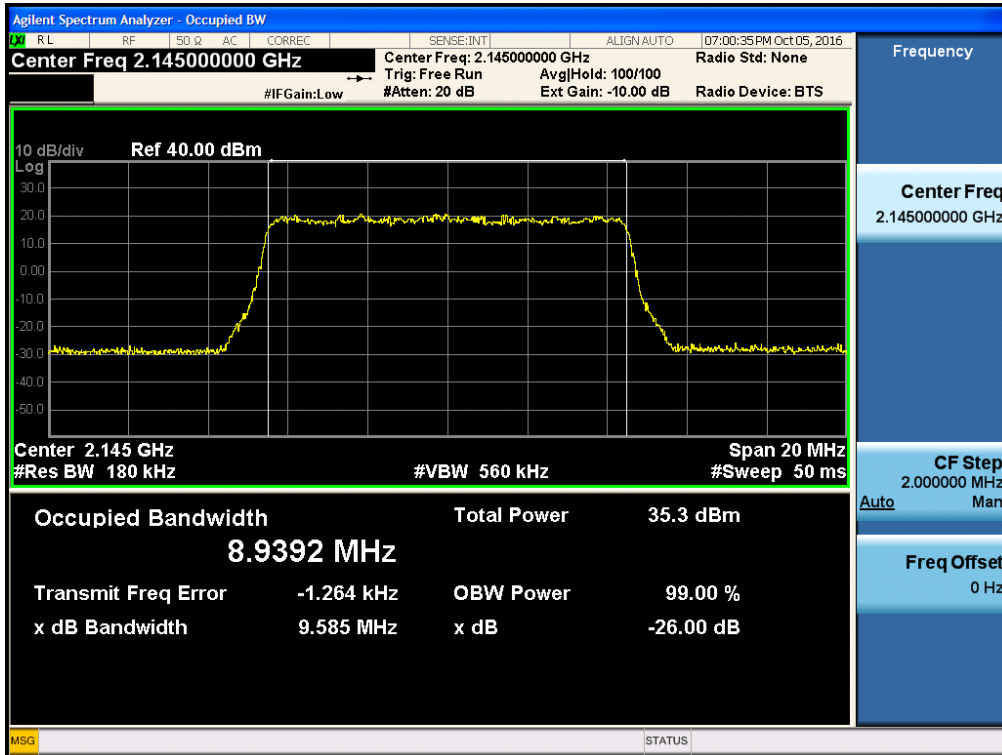 Agilent Spectrum Analyzer - Occupied BW
LXI RL RF 50 Ω AC CORREC SENSE:INT ALIGN AUTO 07:00:35 PM Oct 05, 2016
Center Freq 2.145000000 GHz
Center Freq: 2.145000000 GHz Radio Std: None
Trig: Free Run Avg|Hold: 100/100
#IFGain:Low #Atten: 20 dB Ext Gain: -10.00 dB Radio Device: BTS
10 dB/div Ref 40.00 dBm
Log
30.0
20.0
10.0
0.00
-10.0
-20.0
-30.0
-40.0
-50.0
Center 2.145 GHz Span 20 MHz
#Res BW 180 kHz #VBW 560 kHz #Sweep 50 ms
Occupied Bandwidth Total Power 35.3 dBm
8.9392 MHz
Transmit Freq Error -1.264 kHz OBW Power 99.00 %
x dB Bandwidth 9.585 MHz x dB -26.00 dB
Frequency
Center Freq
2.145000000 GHz
CF Step
2.000000 MHz
Auto Man
Freq Offset
0 Hz
MSG STATUS